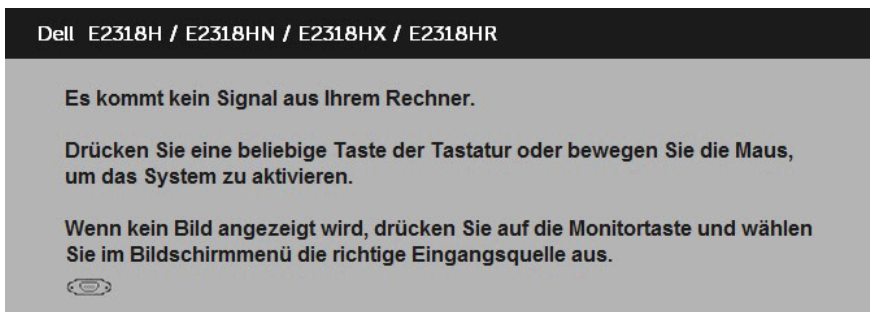 Dell E2318H / E2318HN / E2318HX / E2318HR
Es kommt kein Signal aus Ihrem Rechner.
Drücken Sie eine beliebige Taste der Tastatur oder bewegen Sie die Maus,
um das System zu aktivieren.
Wenn kein Bild angezeigt wird, drücken Sie auf die Monitortaste und wählen
Sie im Bildschirmmenü die richtige Eingangsquelle aus.